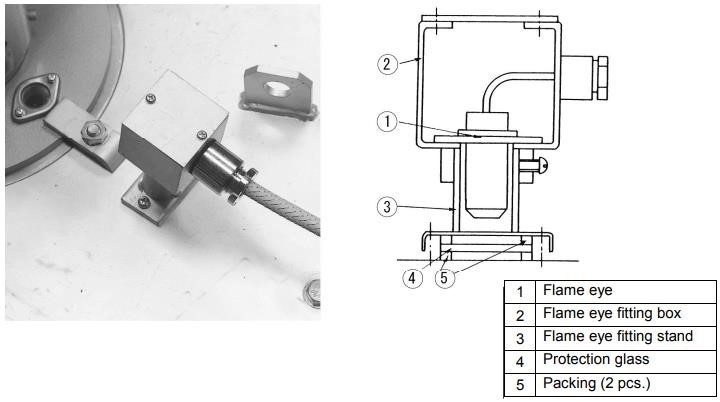 2
1
3
4 5
1 Flame eye
2 Flame eye fitting box
3 Flame eye fitting stand
4 Protection glass
5 Packing (2 pcs.)